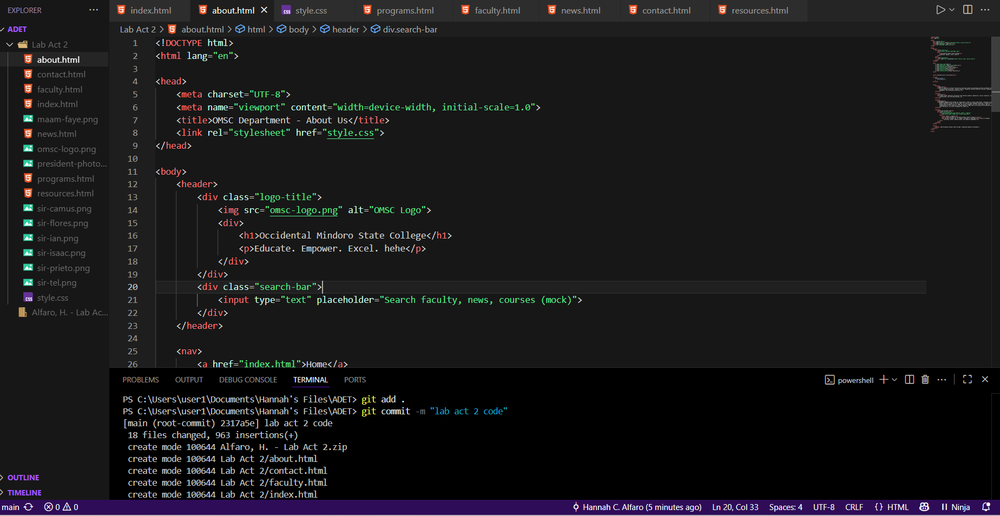 EXPLORER
ADET
Lab Act 2
about.html
contact.html
faculty.html
index.html
maam-faye.png
news.html
omsc-logo.png
president-photo...
programs.html
resources.html
sir-camus.png
sir-flores.png
sir-ian.png
sir-isaac.png
sir-prieto.png
sir-tel.png
style.css
Alfaro, H. - Lab Ac...
OUTLINE
TIMELINE
index.html about.html style.css programs.html faculty.html news.html contact.html resources.html
Lab Act 2 > about.html > html > body > header > div.search-bar
1 <!DOCTYPE html>
2 <html lang="en">
3
4 <head>
5 <meta charset="UTF-8">
6 <meta name="viewport" content="width=device-width, initial-scale=1.0">
7 <title>OMSC Department - About Us</title>
8 <link rel="stylesheet" href="style.css">
9 </head>
10
11 <body>
12 <header>
13 <div class="logo-title">
14 <img src="omsc-logo.png" alt="OMSC Logo">
15 <div>
16 <h1>Occidental Mindoro State College</h1>
17 <p>Educate. Empower. Excel. hehe</p>
18 </div>
19 </div>
20 <div class="search-bar">
21 <input type="text" placeholder="Search faculty, news, courses (mock)">
22 </div>
23 </header>
24
25 <nav>
26 <a href="index.html">Home</a>
PROBLEMS OUTPUT DEBUG CONSOLE TERMINAL PORTS
powershell
PS C:\Users\user1\Documents\Hannah's Files\ADET> git add .
PS C:\Users\user1\Documents\Hannah's Files\ADET> git commit -m "lab act 2 code"
[main (root-commit) 2317a5e] lab act 2 code
18 files changed, 963 insertions(+)
create mode 100644 Alfaro, H. - Lab Act 2.zip
create mode 100644 Lab Act 2/about.html
create mode 100644 Lab Act 2/contact.html
create mode 100644 Lab Act 2/faculty.html
create mode 100644 Lab Act 2/index.html
main 0 0 Hannah C. Alfaro (5 minutes ago) Ln 20, Col 33 Spaces: 4 UTF-8 CRLF {} HTML Ninja